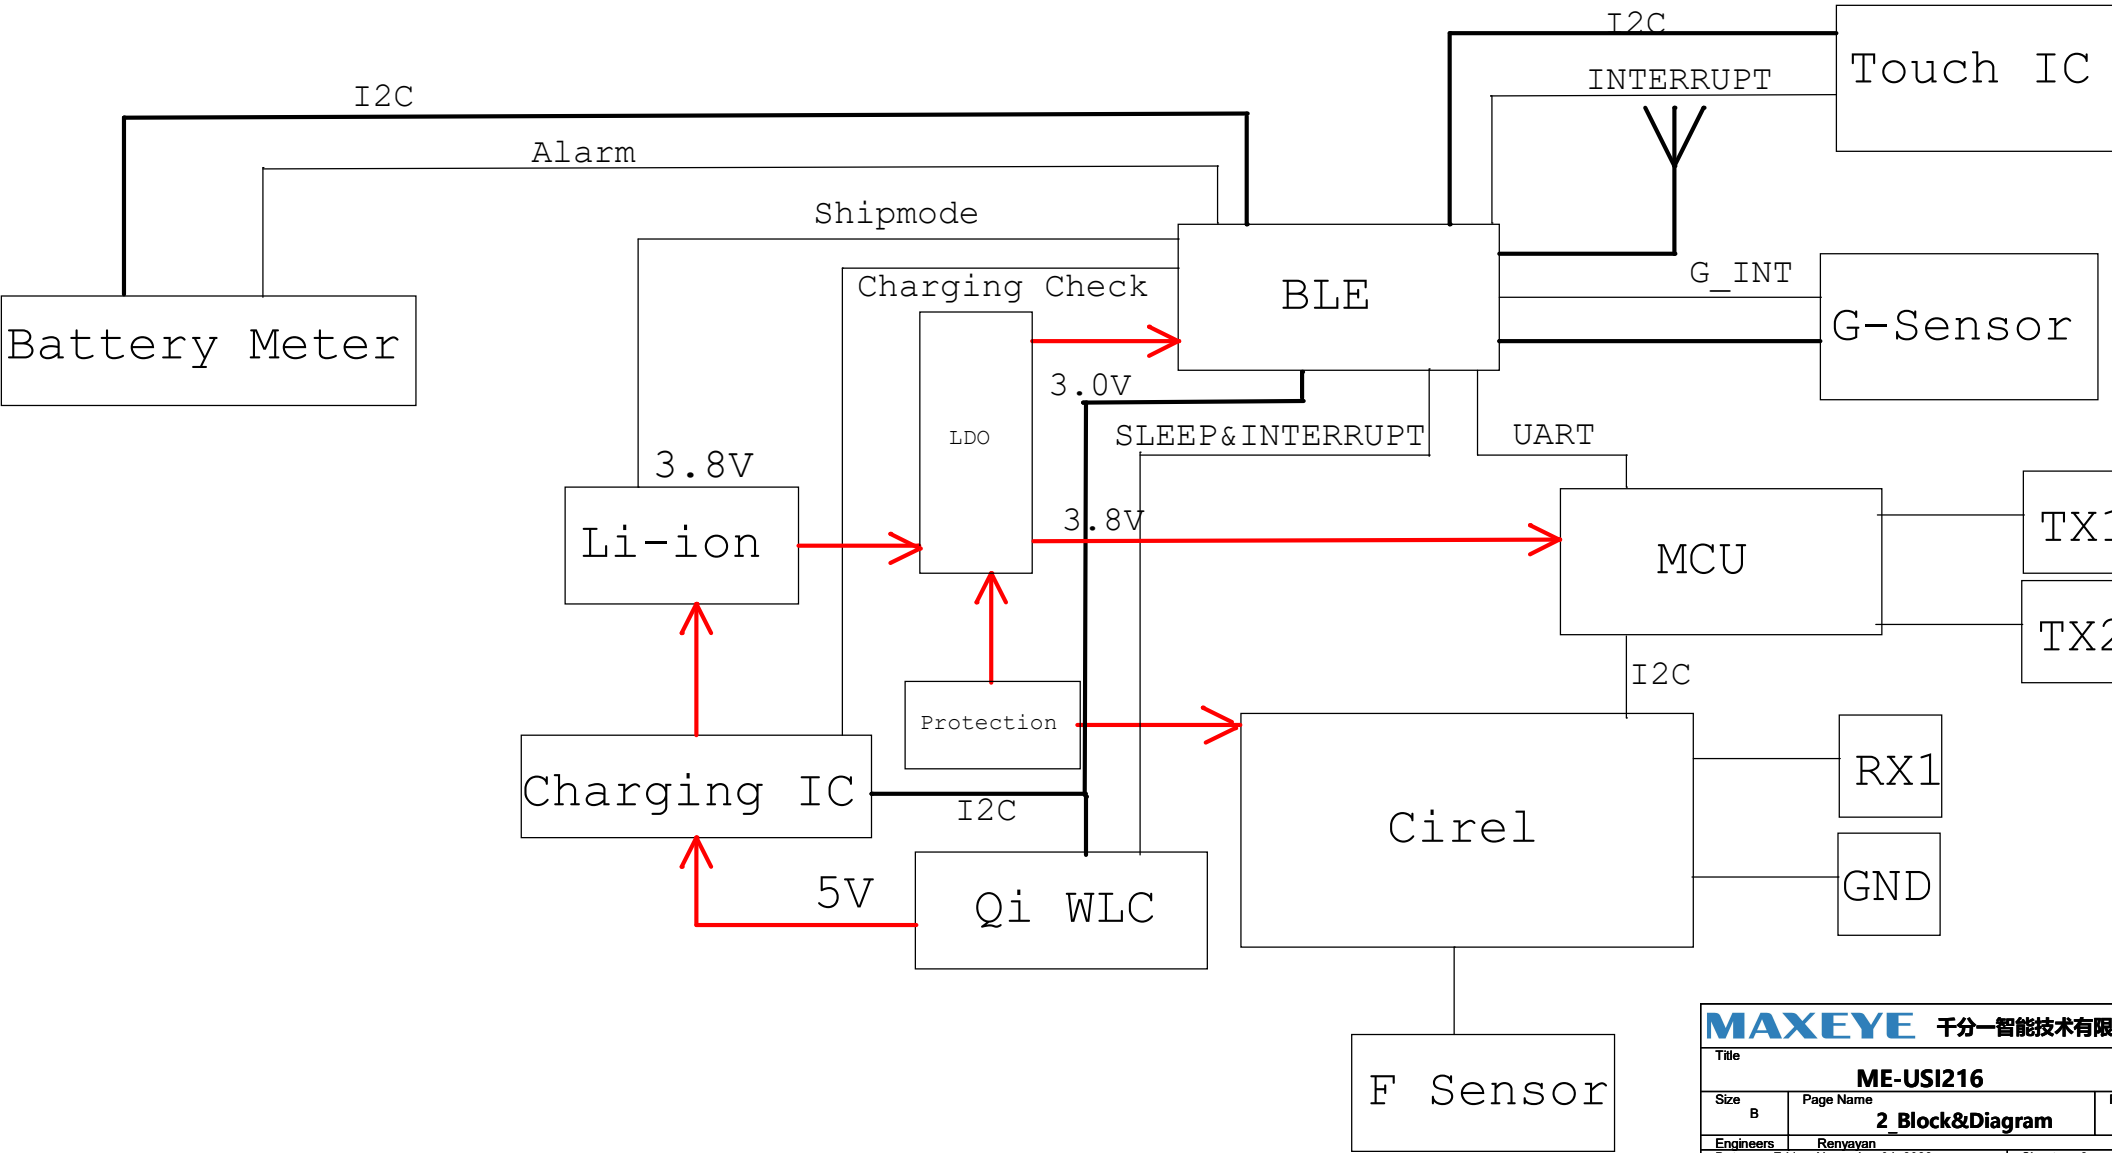 I2C
Touch IC
INTERRUPT
I2C
Alarm
Shipmode
Charging Check
BLE
G_INT
G-Sensor
Battery Meter
3.0V
LDO
SLEEP&INTERRUPT
UART
3.8V
Li-ion
3.8V
MCU
TX1
TX2
I2C
Protection
Charging IC
I2C
RX1
Cirel
5V
Qi WLC
GND
F Sensor
MAXEYE 千分一智能技术有限
Title
ME-USI216
Size
Page Name
B
2_Block&Diagram
Engineers
Renyayan